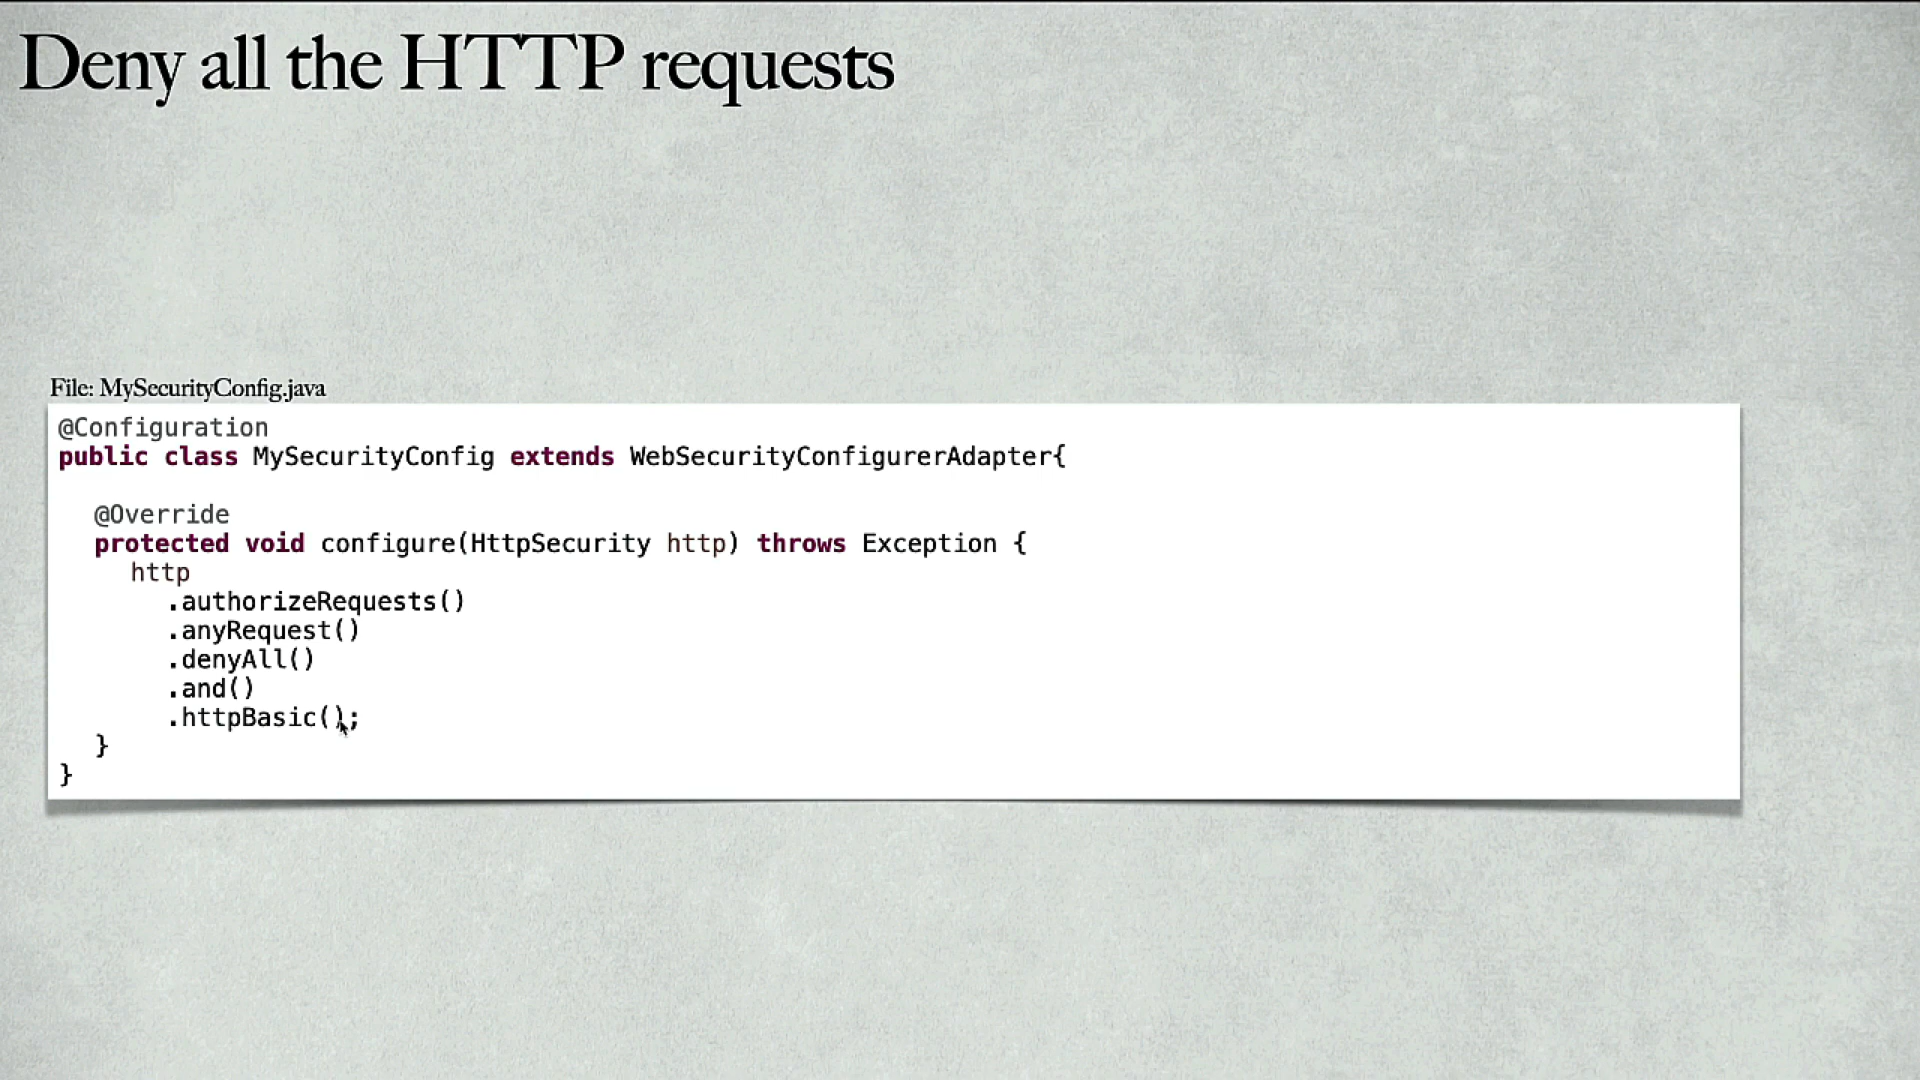 Deny all the HTTP requests
File: MySecurityConfig.java
@Configuration
public class MySecurityConfig extends WebSecurityConfigurerAdapter{
@Override
protected void configure(HttpSecurity http) throws Exception {
http
.authorizeRequests()
.anyRequest()
.denyAll()
.and()
.httpBasic();
}
}